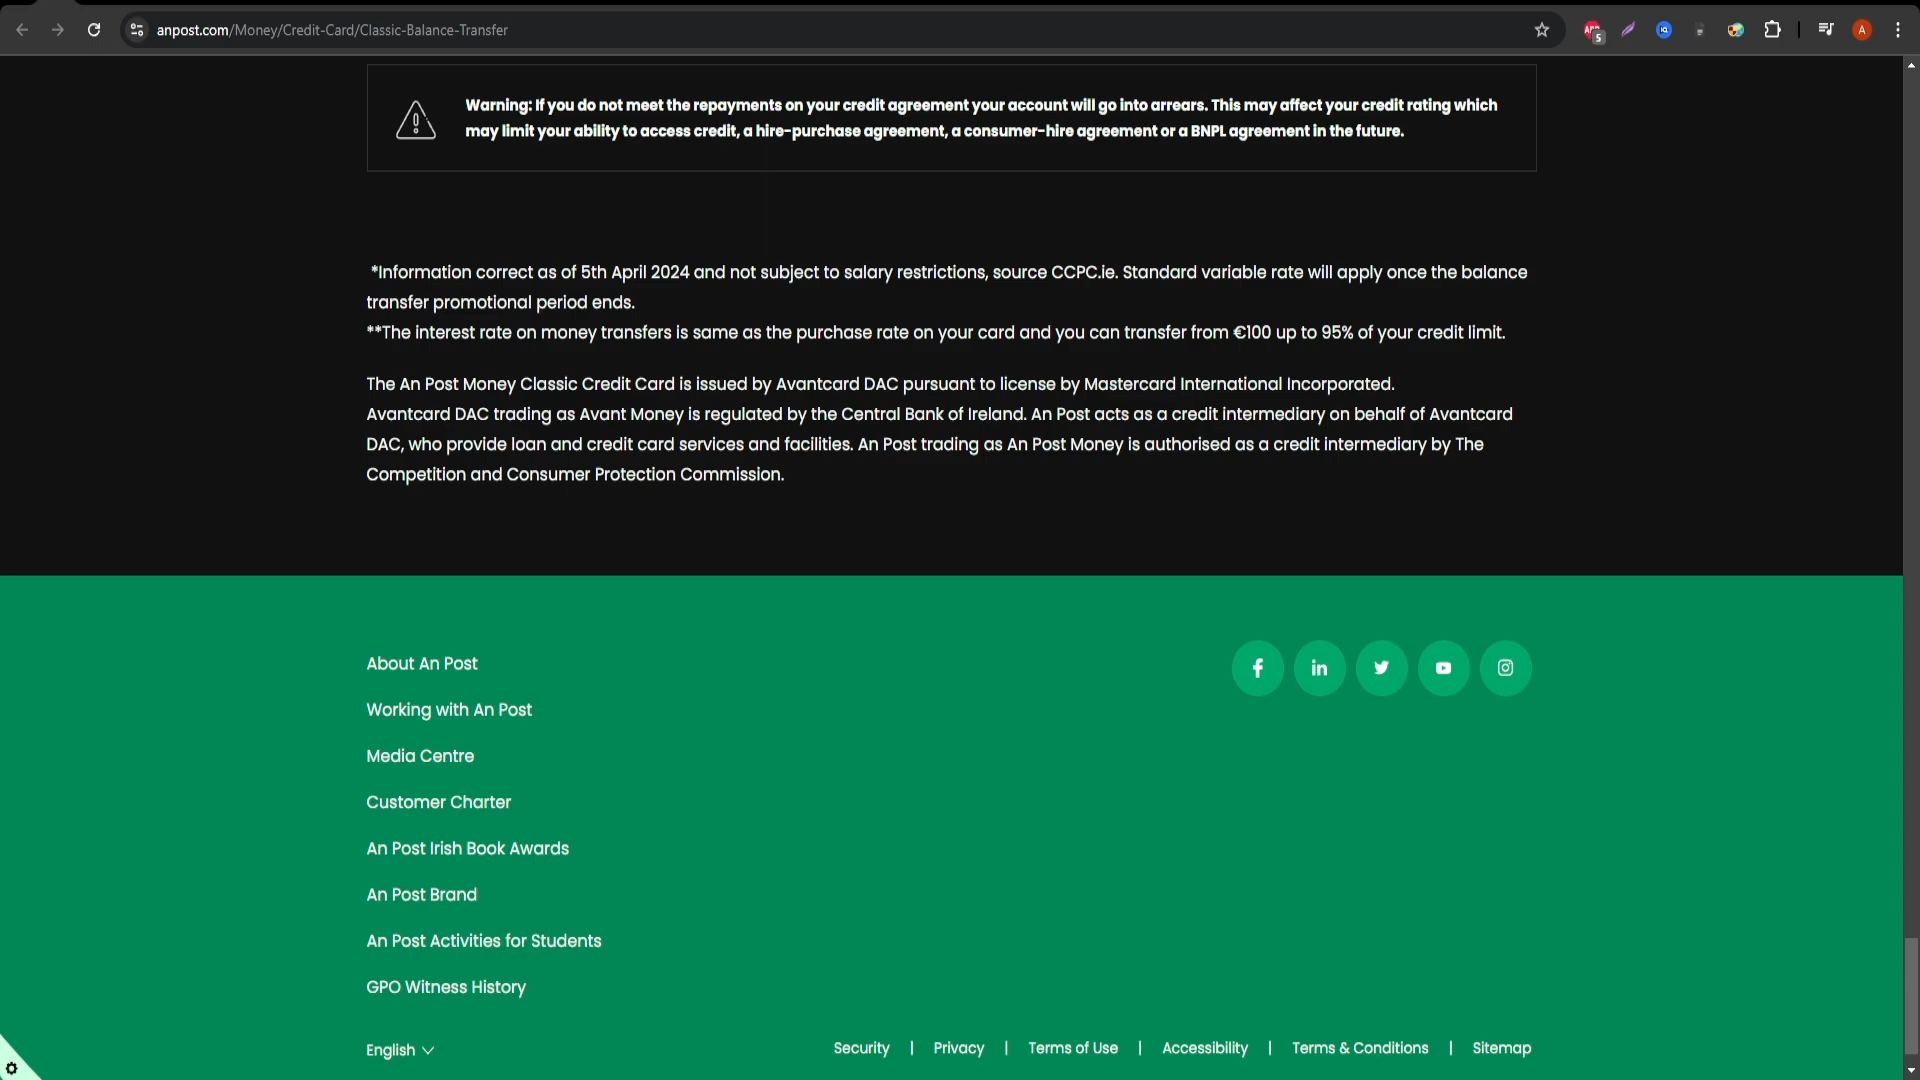 anpost.com/Money/Credit-Card/Classic-Balance-Transfer
5
A
Warning: If you do not meet the repayments on your credit agreement your account will go into arrears. This may affect your credit rating which
may limit your ability to access credit, a hire-purchase agreement, a consumer-hire agreement or a BNPL agreement in the future.
*Information correct as of 5th April 2024 and not subject to salary restrictions, source CCPC.ie. Standard variable rate will apply once the balance
transfer promotional period ends.
**The interest rate on money transfers is same as the purchase rate on your card and you can transfer from €100 up to 95% of your credit limit.
The An Post Money Classic Credit Card is issued by Avantcard DAC pursuant to license by Mastercard International Incorporated.
Avantcard DAC trading as Avant Money is regulated by the Central Bank of Ireland. An Post acts as a credit intermediary on behalf of Avantcard
DAC, who provide loan and credit card services and facilities. An Post trading as An Post Money is authorised as a credit intermediary by The
Competition and Consumer Protection Commission.
About An Post
Working with An Post
Media Centre
Customer Charter
An Post Irish Book Awards
An Post Brand
An Post Activities for Students
GPO Witness History
English
Security | Privacy | Terms of Use | Accessibility | Terms & Conditions | Sitemap